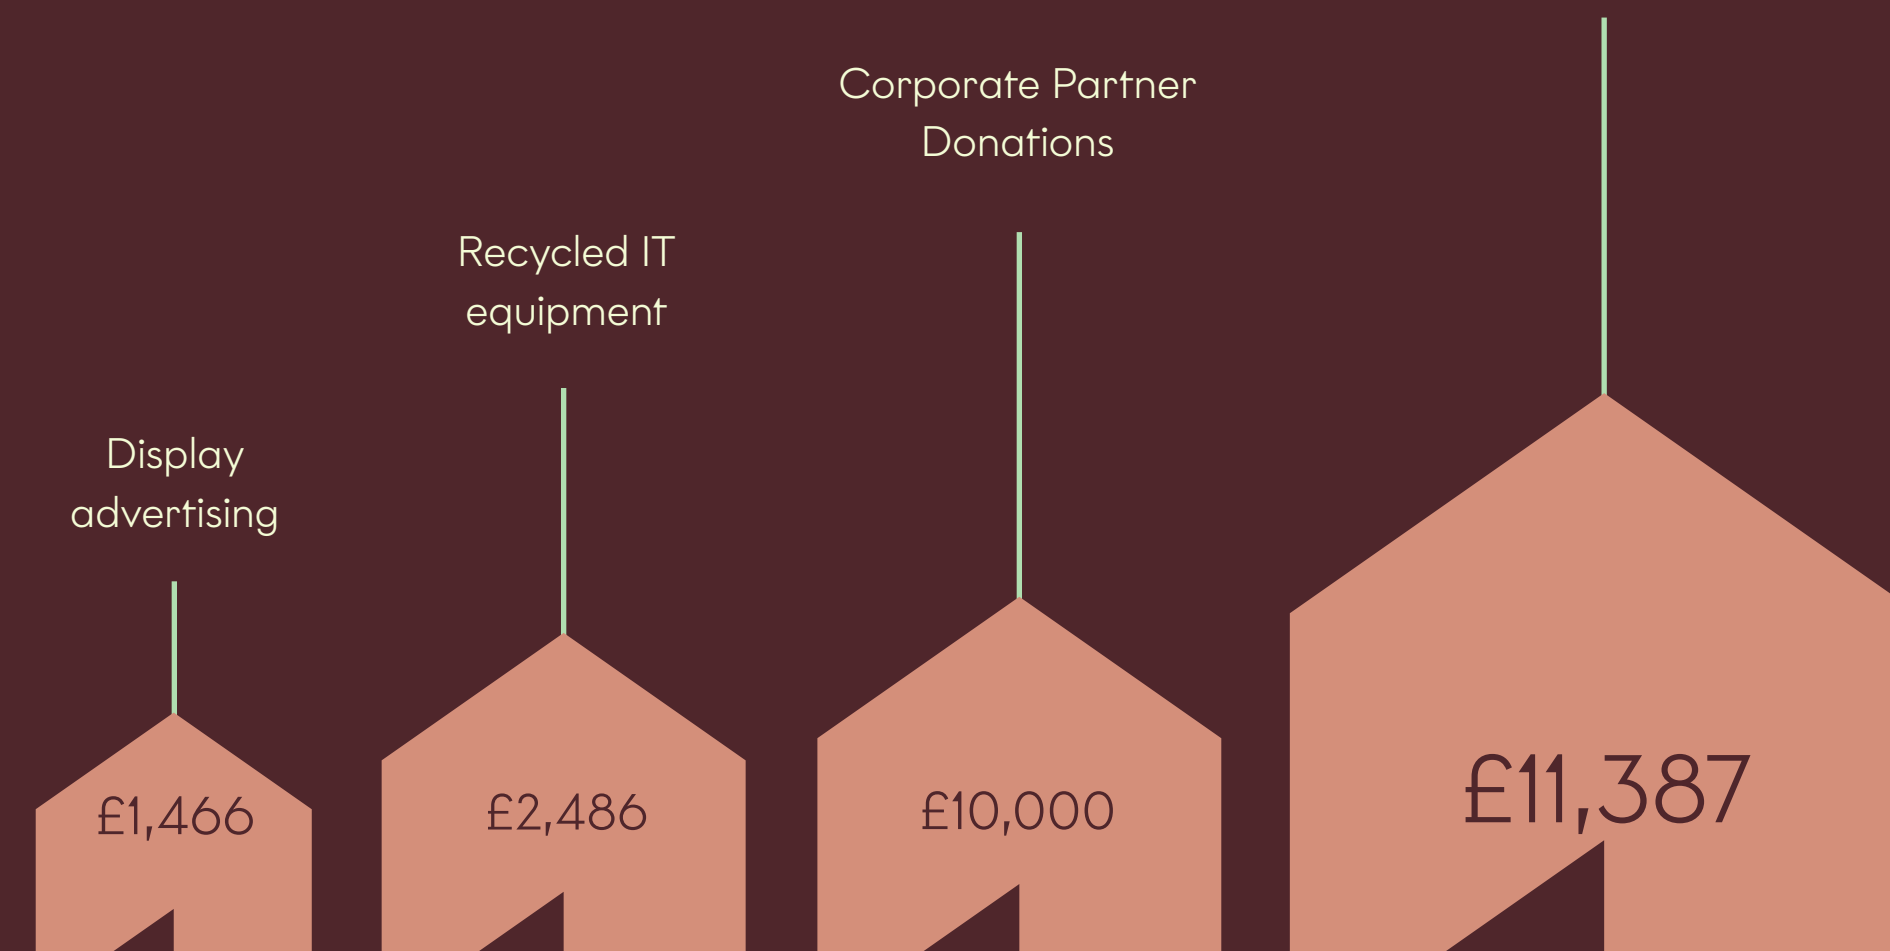 Corporate Partner
Donations
Recycled IT
equipment
Display
advertising
£1,466
£2,486
£10,000
£11,387